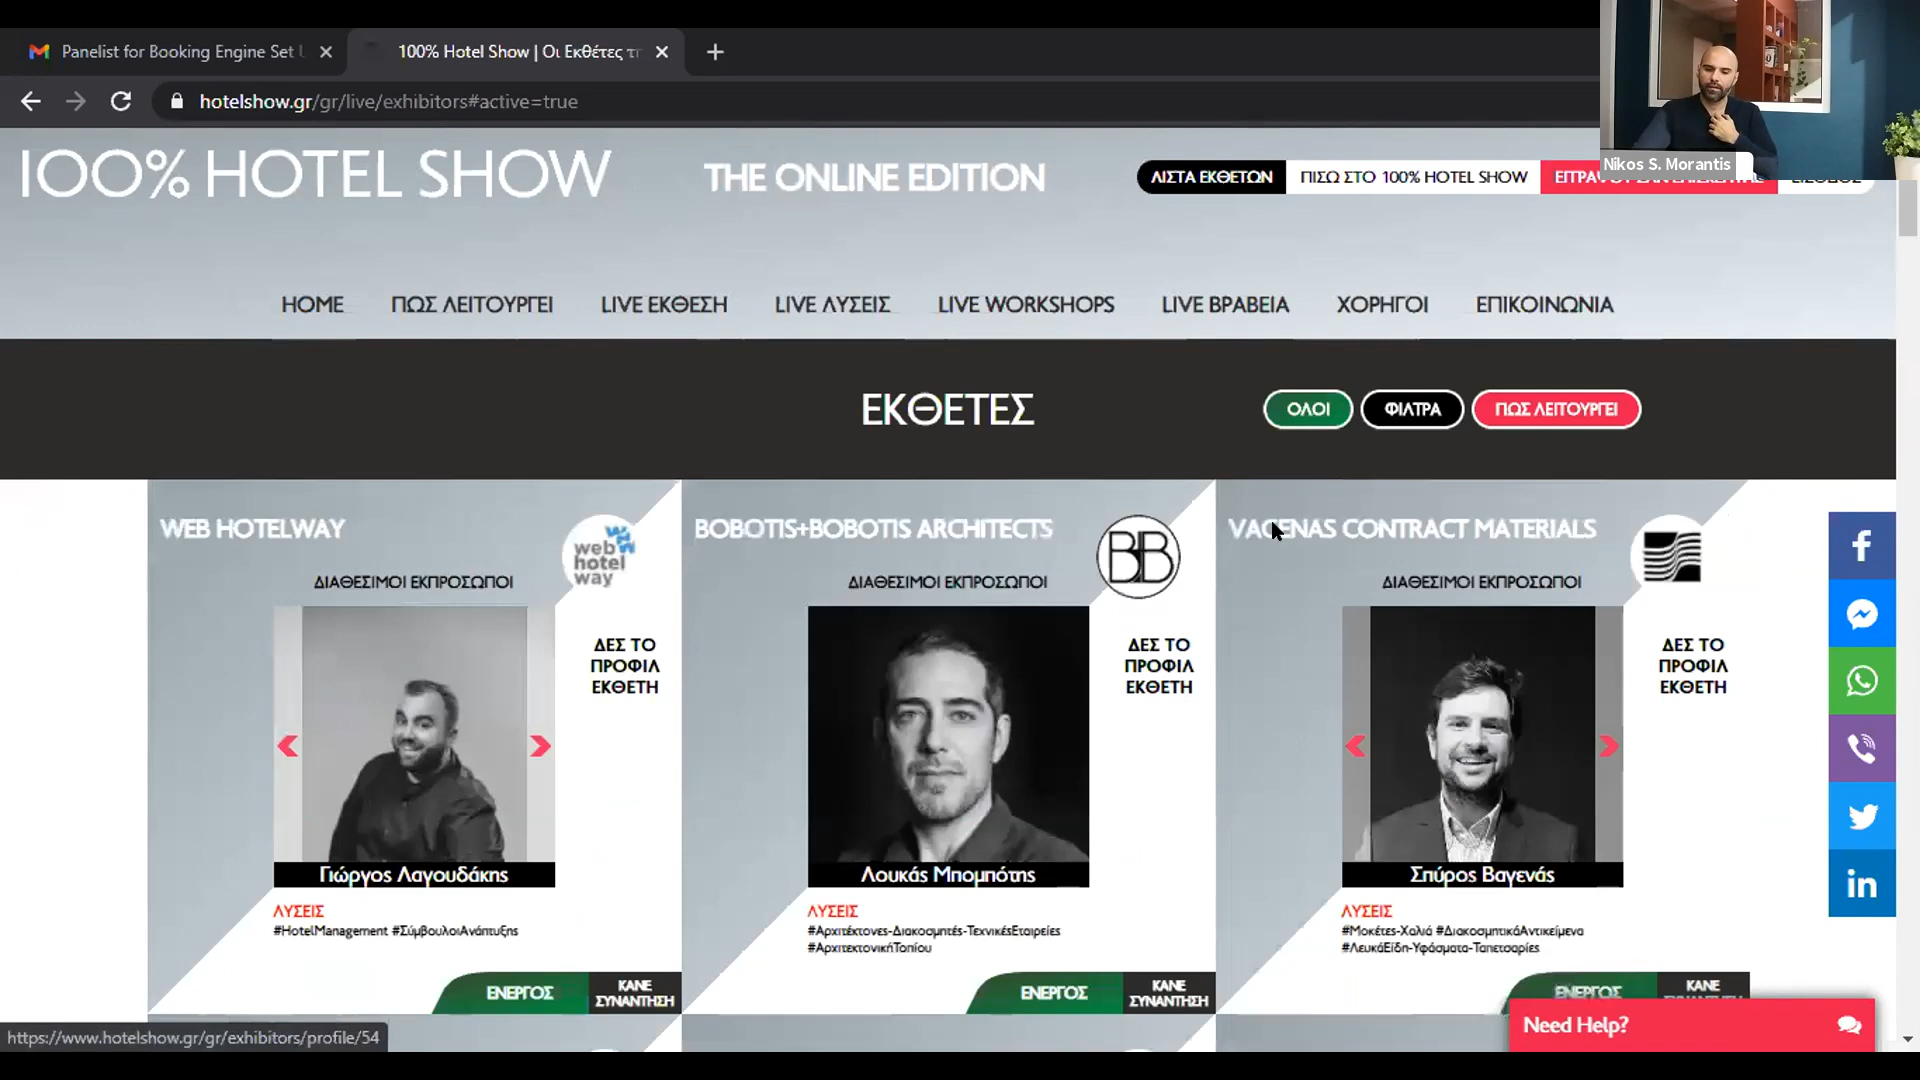 Panelist for Booking Engine Set U
100% Hotel Show | Οι Εκθέτες τη
hotelshow.gr/gr/live/exhibitors#active=true
Nikos S. Morantis
100% HOTEL SHOW
THE ONLINE EDITION
ΛΙΣΤΑ ΕΚΘΕΤΩΝ
ΠΙΣΩ ΣΤΟ 100% HOTEL SHOW
HOME
ΠΩΣ ΛΕΙΤΟΥΡΓΕΙ
LIVE ΕΚΘΕΣΗ
LIVE ΛΥΣΕΙΣ
LIVE WORKSHOPS
LIVE ΒΡΑΒΕΙΑ
ΧΟΡΗΓΟΙ
ΕΠΙΚΟΙΝΩΝΙΑ
ΕΚΘΕΤΕΣ
ΟΛΟΙ
ΦΙΛΤΡΑ
ΠΩΣ ΛΕΙΤΟΥΡΓΕΙ
WEB HOTELWAY
web
hotel
way
ΔΙΑΘΕΣΙΜΟΙ ΕΚΠΡΟΣΩΠΟΙ
ΔΕΣ ΤΟ
ΠΡΟΦΙΛ
ΕΚΘΕΤΗ
Γιώργος Λαγουδάκης
ΛΥΣΕΙΣ
#HotelManagement #ΣύμβουλοιΑνάπτυξης
ΕΝΕΡΓΟΣ
ΚΑΝΕ
ΣΥΝΑΝΤΗΣΗ
BOBOTIS+BOBOTIS ARCHITECTS
BB
ΔΙΑΘΕΣΙΜΟΙ ΕΚΠΡΟΣΩΠΟΙ
ΔΕΣ ΤΟ
ΠΡΟΦΙΛ
ΕΚΘΕΤΗ
Λουκάς Μπομπότης
ΛΥΣΕΙΣ
#Αρχιτέκτονες-Διακοσμητές-ΤεχνικέςΕταιρείες
#ΑρχιτεκτονικήΤοπίου
ΕΝΕΡΓΟΣ
ΚΑΝΕ
ΣΥΝΑΝΤΗΣΗ
VAGENAS CONTRACT MATERIALS
ΔΙΑΘΕΣΙΜΟΙ ΕΚΠΡΟΣΩΠΟΙ
ΔΕΣ ΤΟ
ΠΡΟΦΙΛ
ΕΚΘΕΤΗ
Σπύρος Βαγενάς
ΛΥΣΕΙΣ
#Μοκέτες-Χαλιά #ΔιακοσμητικάΑντικείμενα
#ΛευκάΕίδη-Υφάσματα-Ταπετσαρίες
ΕΝΕΡΓΟΣ
ΚΑΝΕ
ΣΥΝΑΝΤΗΣΗ
Need Help?
https://www.hotelshow.gr/gr/exhibitors/profile/54